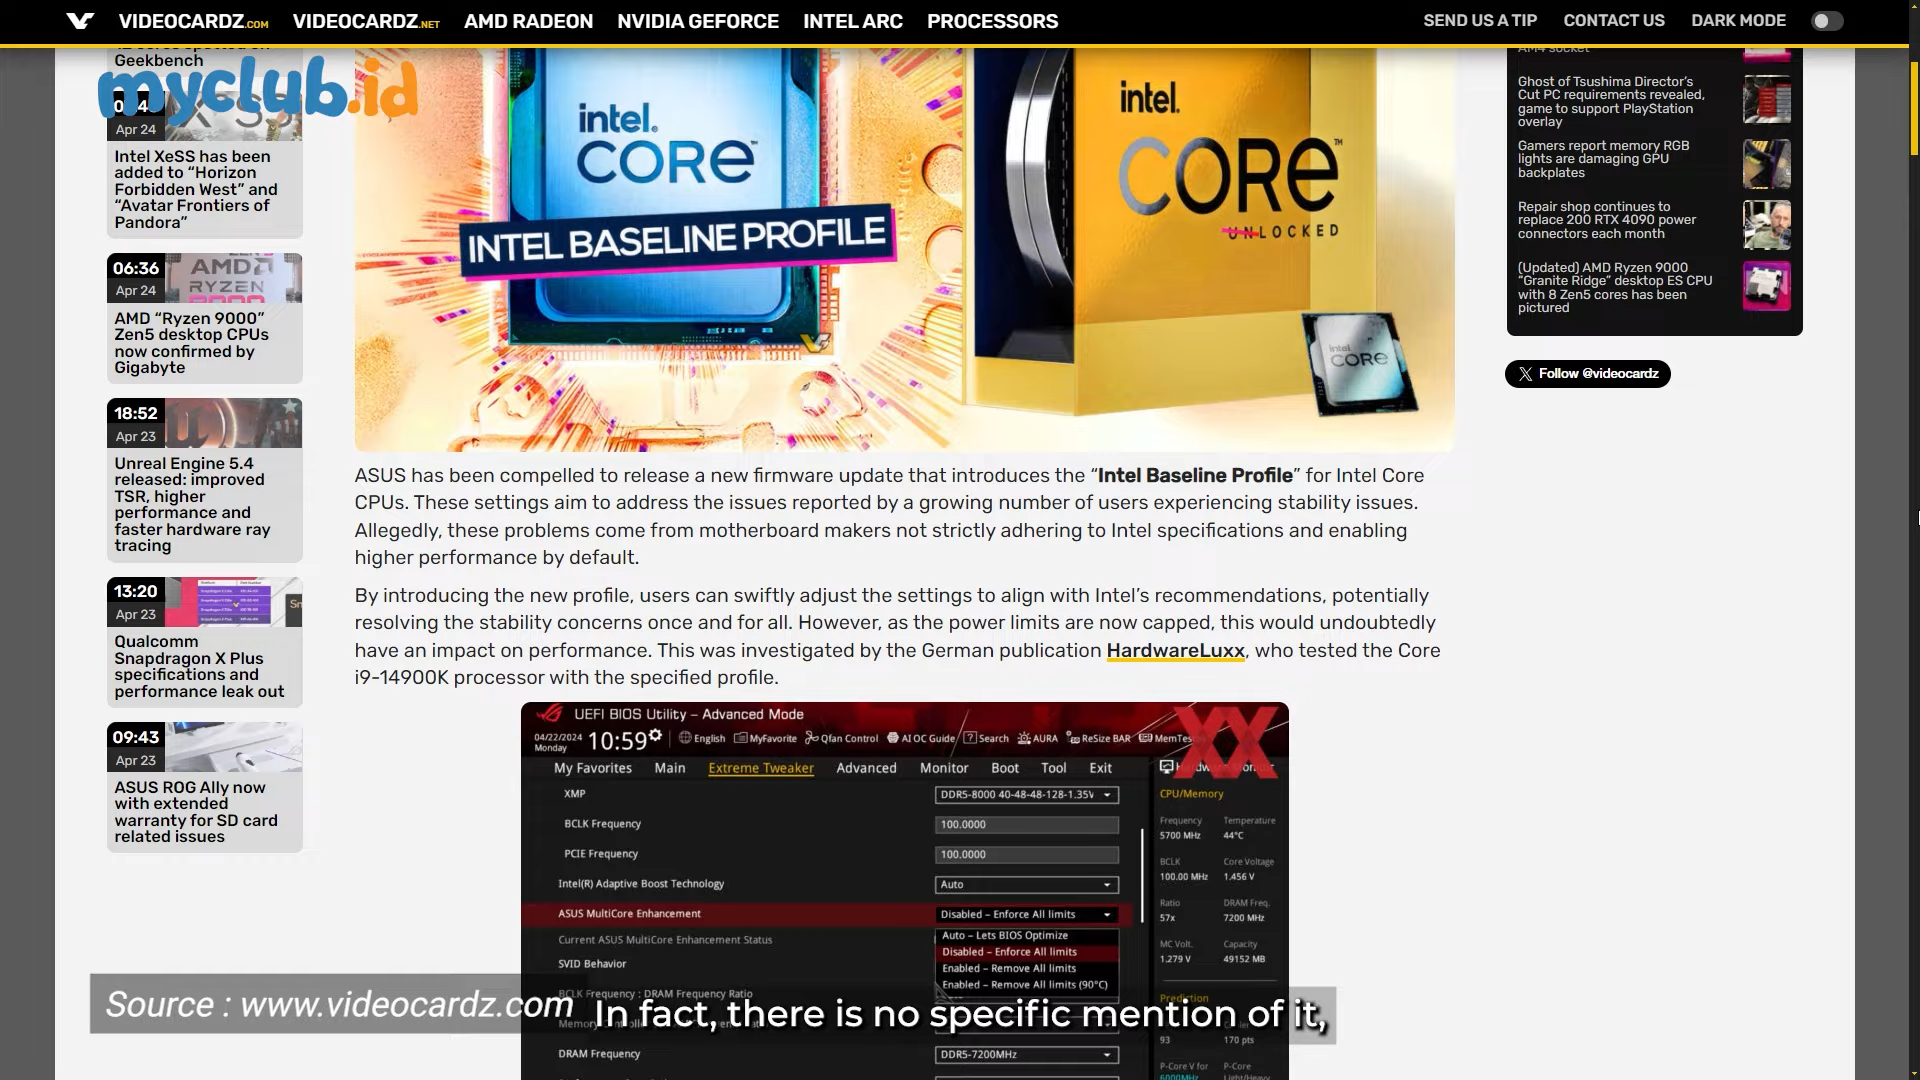 VIDEOCARDZ.COM VIDEOCARDZ.NET AMD RADEON NVIDIA GEFORCE INTEL ARC PROCESSORS SEND US A TIP CONTACT US DARK MODE
Geekbench
myclub.id
Apr 24
Intel XeSS has been
added to “Horizon
Forbidden West” and
“Avatar Frontiers of
Pandora”
06:36
Apr 24
AMD
RYZEN
AMD “Ryzen 9000”
Zen5 desktop CPUs
now confirmed by
Gigabyte
18:52
Apr 23
Unreal Engine 5.4
released: improved
TSR, higher
performance and
faster hardware ray
tracing
13:20
Apr 23
Qualcomm
Snapdragon X Plus
specifications and
performance leak out
09:43
Apr 23
ASUS ROG Ally now
with extended
warranty for SD card
related issues
intel.
CORE™
INTEL BASELINE PROFILE
intel.
CORE™
UNLOCKED
intel
CORE
ASUS has been compelled to release a new firmware update that introduces the “Intel Baseline Profile” for Intel Core
CPUs. These settings aim to address the issues reported by a growing number of users experiencing stability issues.
Allegedly, these problems come from motherboard makers not strictly adhering to Intel specifications and enabling
higher performance by default.
By introducing the new profile, users can swiftly adjust the settings to align with Intel’s recommendations, potentially
resolving the stability concerns once and for all. However, as the power limits are now capped, this would undoubtedly
have an impact on performance. This was investigated by the German publication HardwareLuxx, who tested the Core
i9-14900K processor with the specified profile.
UEFI BIOS Utility – Advanced Mode
04/22/2024
Monday
10:59
English MyFavorite Qfan Control AI OC Guide Search AURA ReSize BAR
My Favorites Main Extreme Tweaker Advanced Monitor Boot Tool Exit
XMP DDR5-8000 40-48-48-128-1.35V
BCLK Frequency 100.0000
PCIE Frequency 100.0000
Intel(R) Adaptive Boost Technology Auto
ASUS MultiCore Enhancement Disabled – Enforce All limits
Current ASUS MultiCore Enhancement Status
Auto – Lets BIOS Optimize
SVID Behavior
Disabled – Enforce All limits
Enabled – Remove All limits
Enabled – Remove All limits (90°C)
BCLK Frequency : DRAM Frequency Ratio
DRAM Frequency DDR5-7200MHz
CPU/Memory
Frequency Temperature
5700 MHz 44°C
BCLK Core Voltage
100.00 MHz 1.456 V
Ratio DRAM Freq.
57x 7200 MHz
MC Volt. Capacity
1.279 V 49152 MB
Prediction
93 170 pts
P-Core V for P-Core
Light/Heavy
Source : www.videocardz.com
In fact, there is no specific mention of it,
AM4 socket
Ghost of Tsushima Director’s
Cut PC requirements revealed,
game to support PlayStation
overlay
Gamers report memory RGB
lights are damaging GPU
backplates
Repair shop continues to
replace 200 RTX 4090 power
connectors each month
(Updated) AMD Ryzen 9000
“Granite Ridge” desktop ES CPU
with 8 Zen5 cores has been
pictured
Follow @videocardz